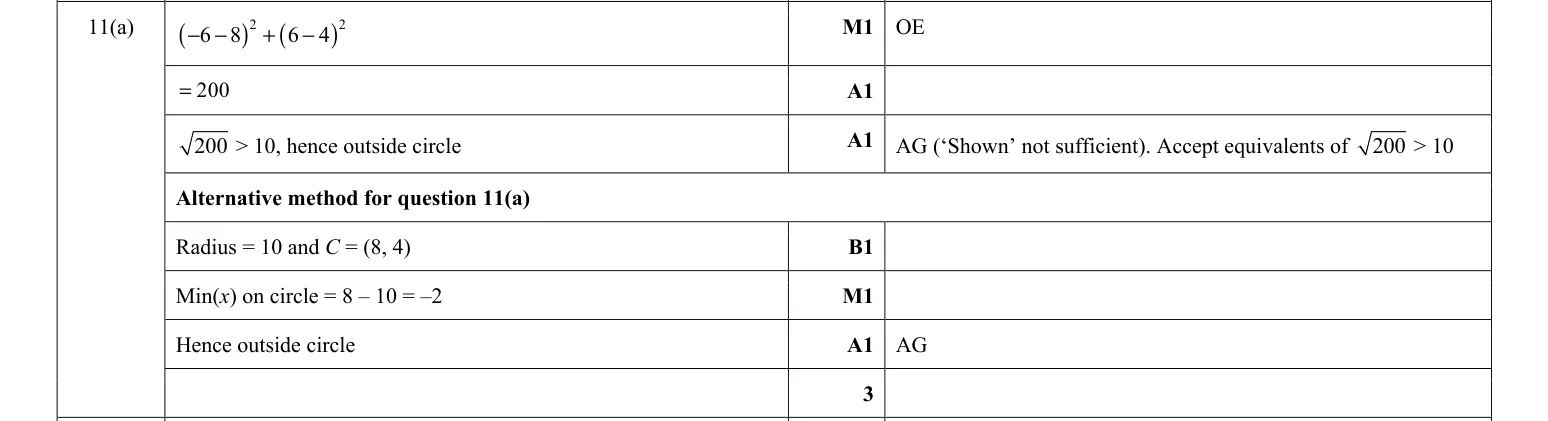 11(a) (−6 − 8)² + (6 − 4)² M1 OE
= 200 A1
√200 > 10, hence outside circle A1 AG (‘Shown’ not sufficient). Accept equivalents of √200 > 10
Alternative method for question 11(a)
Radius = 10 and C = (8, 4) B1
Min(x) on circle = 8 – 10 = –2 M1
Hence outside circle A1 AG
3